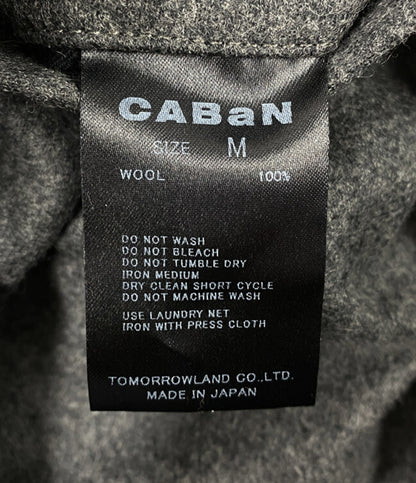 CABaN
SIZE M
WOOL 100%
DO NOT WASH
DO NOT BLEACH
DO NOT TUMBLE DRY
IRON MEDIUM
DRY CLEAN SHORT CYCLE
DO NOT MACHINE WASH
USE LAUNDRY NET
IRON WITH PRESS CLOTH
TOMORROWLAND CO.,LTD.
MADE IN JAPAN